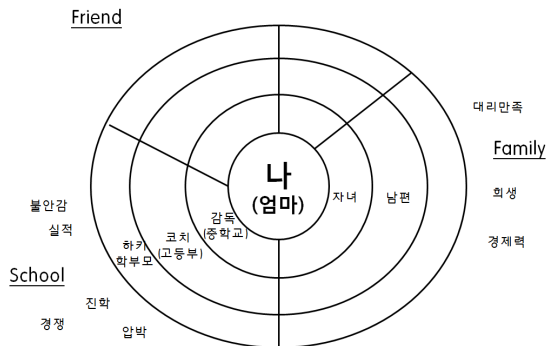 Friend
대리만족
나
(엄마)
Family
자녀
남편
희생
불안감
감독
(중학교)
실적
코치
(고등부)
하키
학부모
경제력
School
진학
경쟁
압박